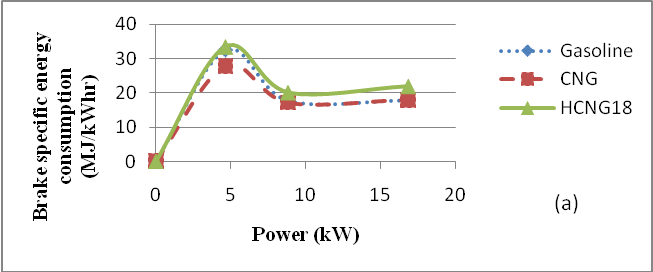 Brake specific energy
consumption
(MJ/kWhr)
40
30
20
10
0
0 5 10 15 20
Power (kW)
Gasoline
CNG
HCNG18
(a)